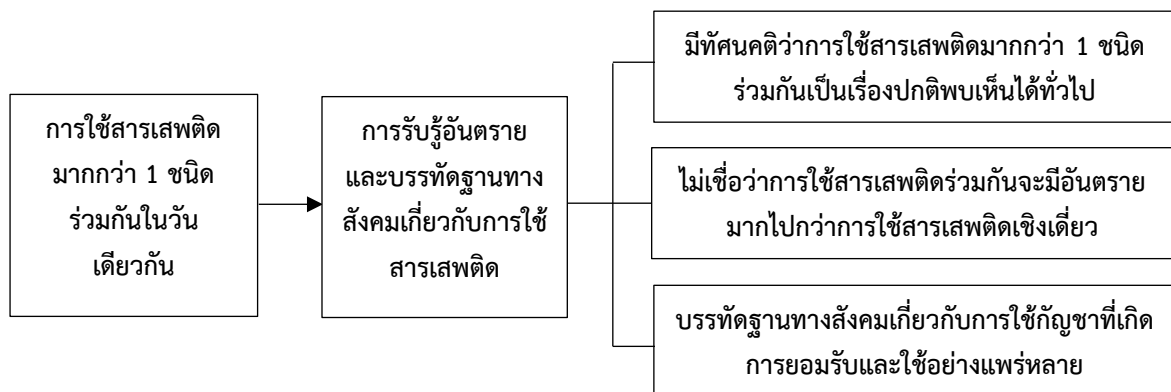 การใช้สารเสพติด
มากกว่า 1 ชนิด
ร่วมกันในวัน
เดียวกัน
การรับรู้อันตราย
และบรรทัดฐานทาง
สังคมเกี่ยวกับการใช้
สารเสพติด
มีทัศนคติว่าการใช้สารเสพติดมากกว่า 1 ชนิด
ร่วมกันเป็นเรื่องปกติพบเห็นได้ทั่วไป
ไม่เชื่อว่าการใช้สารเสพติดร่วมกันจะมีอันตราย
มากไปกว่าการใช้สารเสพติดเชิงเดี่ยว
บรรทัดฐานทางสังคมเกี่ยวกับการใช้กัญชาที่เกิด
การยอมรับและใช้อย่างแพร่หลาย